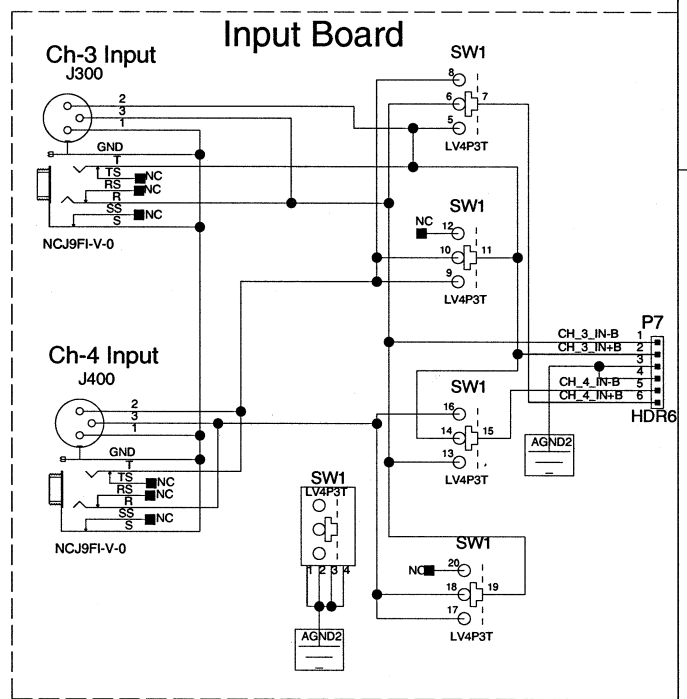 Input Board
Ch-3 Input
J300
2
3
1
GND
T
TS
NC
RS
NC
R
SS
NC
S
NCJ9FI-V-0
SW1
8
6
7
5
LV4P3T
SW1
NC
12
10
11
9
LV4P3T
P7
CH_3_IN-B
1
CH_3_IN+B
2
3
4
CH_4_IN-B
5
CH_4_IN+B
6
HDR6
AGND2
Ch-4 Input
J400
2
3
1
GND
T
TS
NC
RS
NC
R
SS
NC
S
NCJ9FI-V-0
SW1
16
14
15
13
LV4P3T
SW1
LV4P3T
1 2 3 4
AGND2
SW1
NC
20
18
19
17
LV4P3T